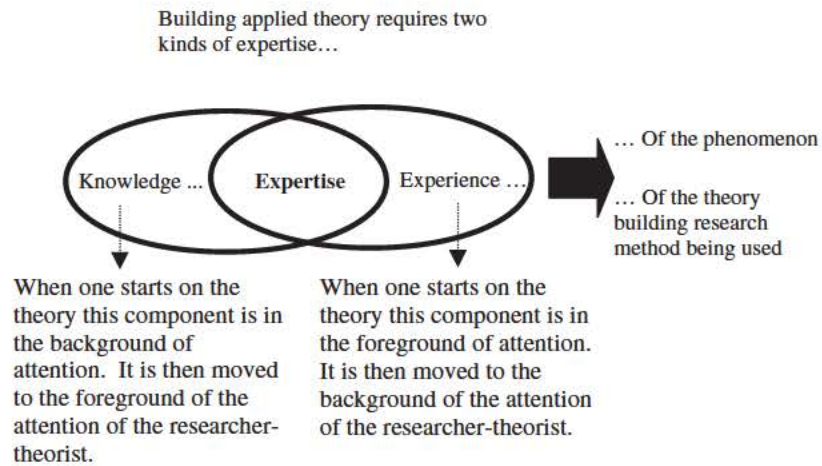 Building applied theory requires two
kinds of expertise…
Knowledge ...
Expertise
Experience …
… Of the phenomenon
… Of the theory
building research
method being used
When one starts on the
theory this component is in
the background of
attention.  It is then moved
to the foreground of the
attention of the researcher-
theorist.
When one starts on the
theory this component is in
the foreground of attention.
It is then moved to the
background of the attention
of the researcher-theorist.